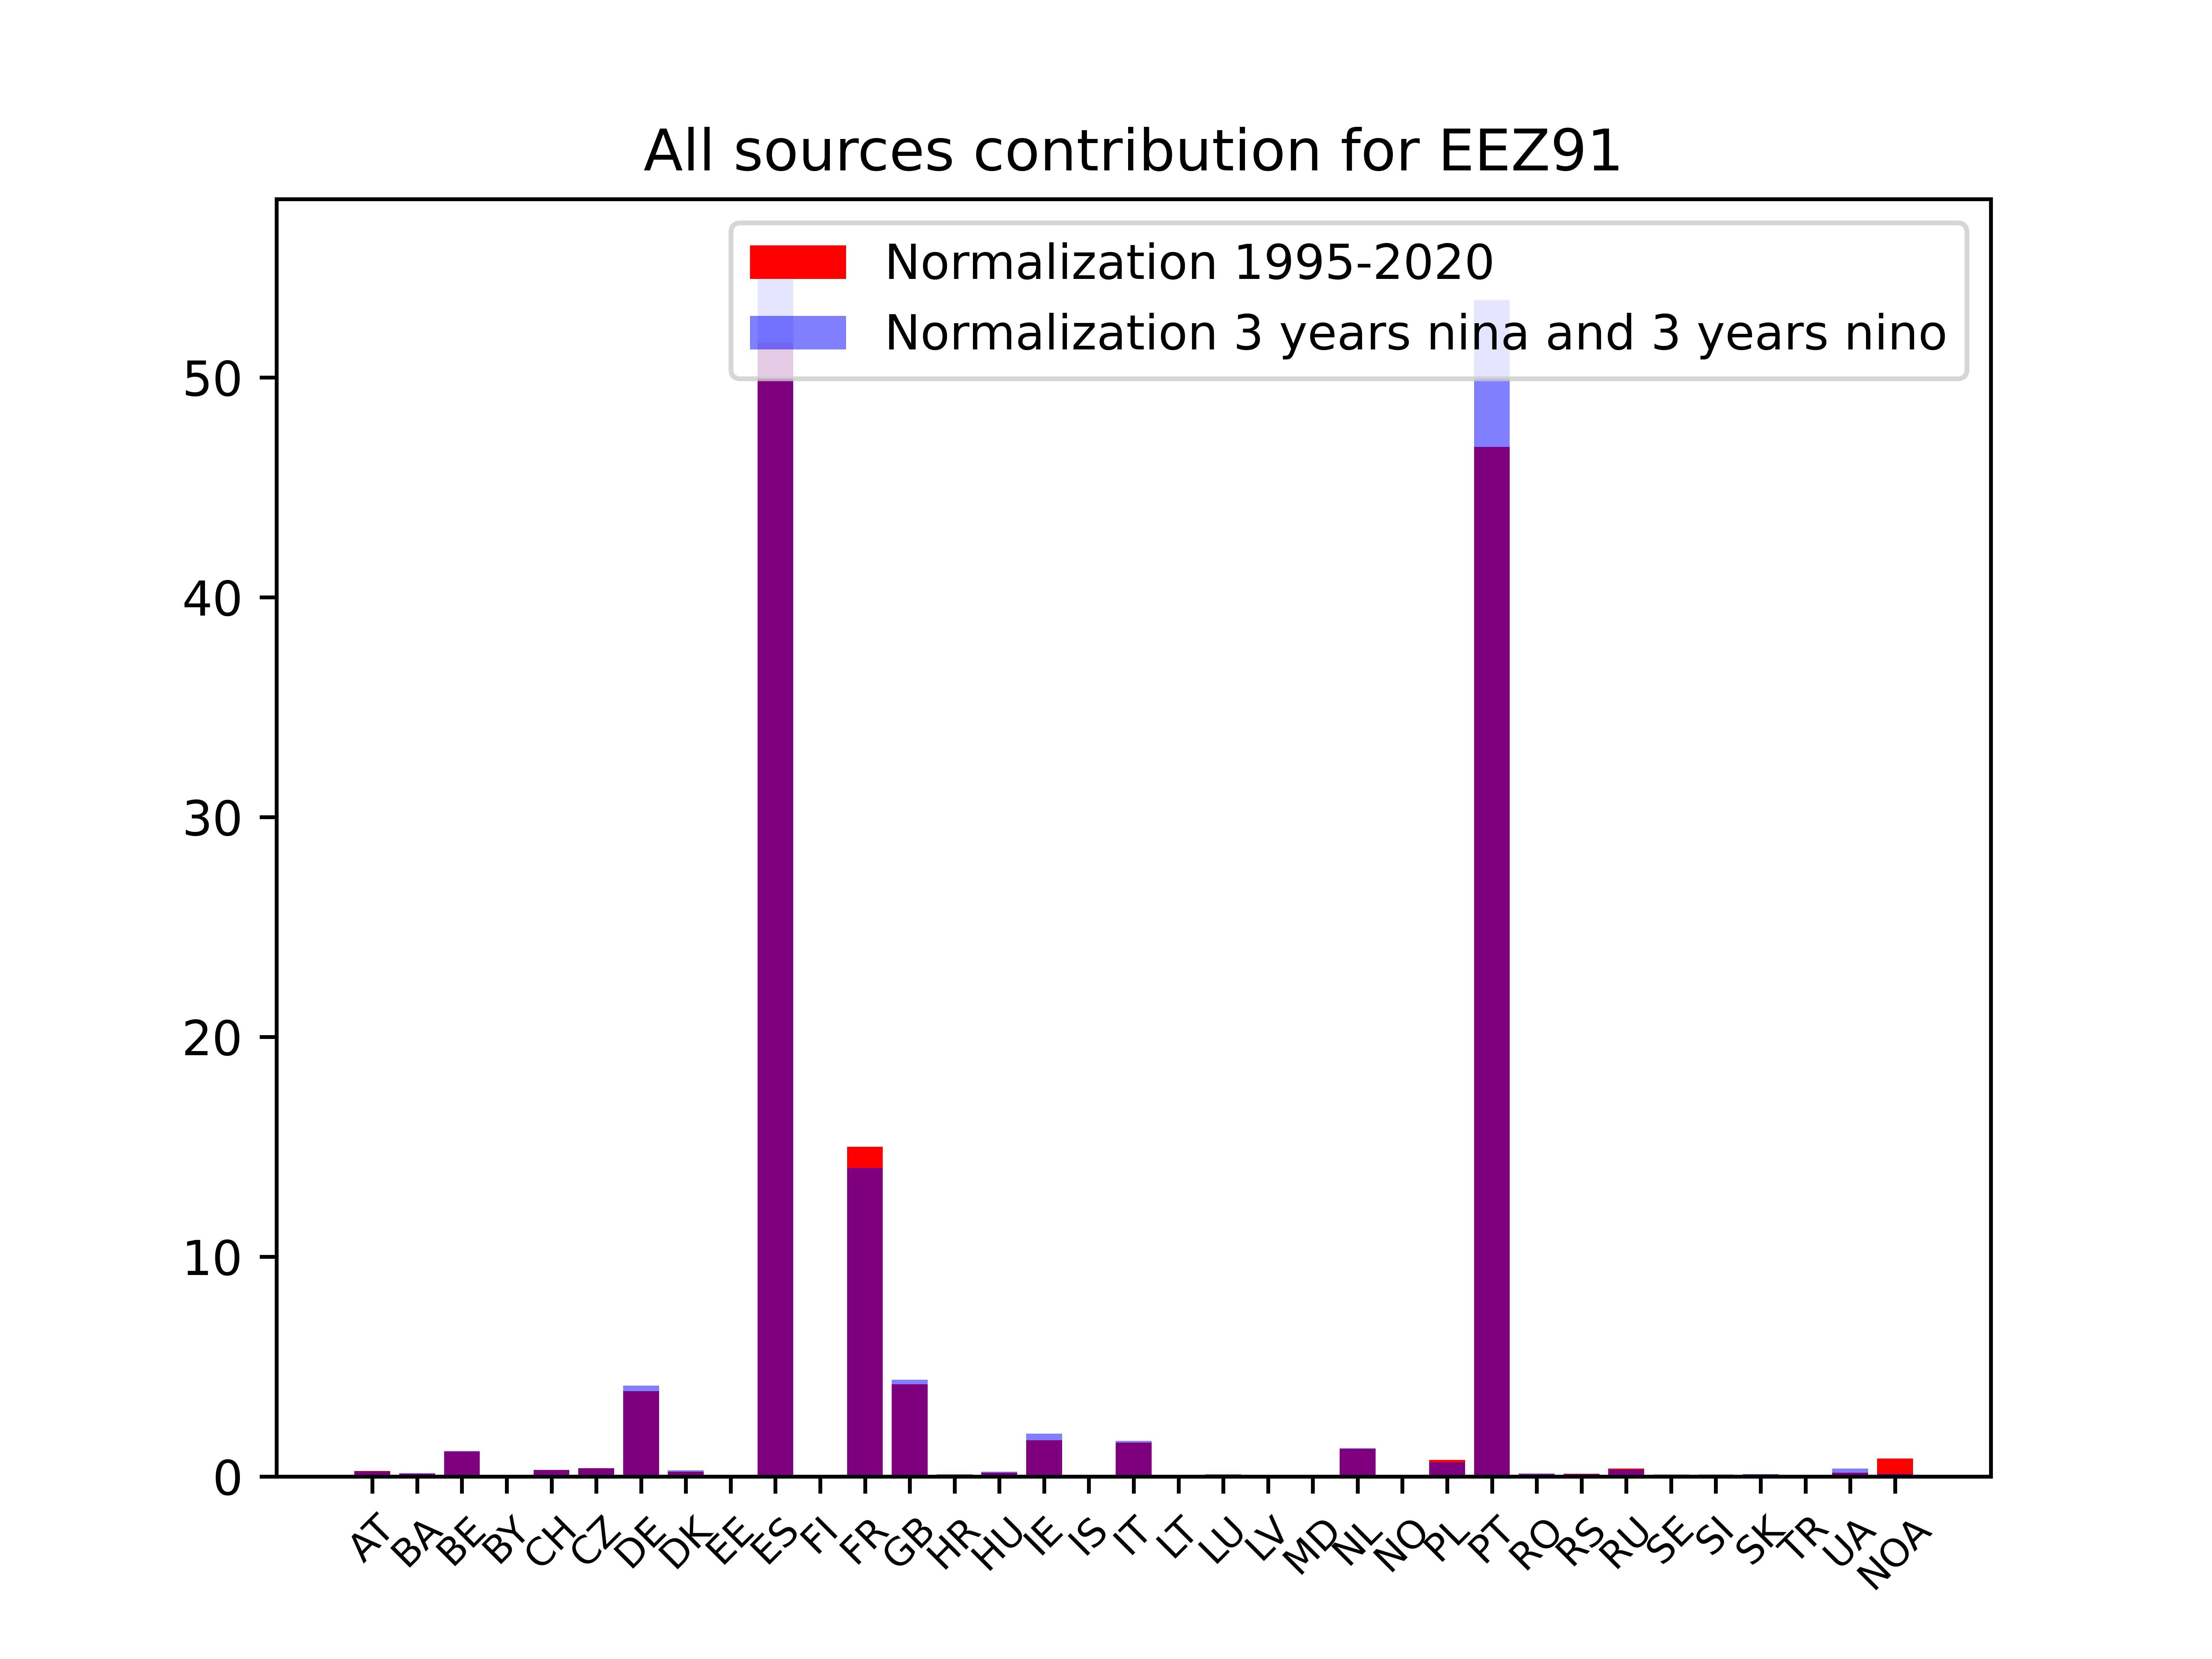 All sources contribution for EEZ91
Normalization 1995-2020
Normalization 3 years nina and 3 years nino
50
40
30
20
10
0
AT BA BE BY CH CZ DE DK EE ES FI FR GB HR HU IE IS IT LT LU LV MD NL NO PL PT RO RS RU SE SI SK TR UA NOA